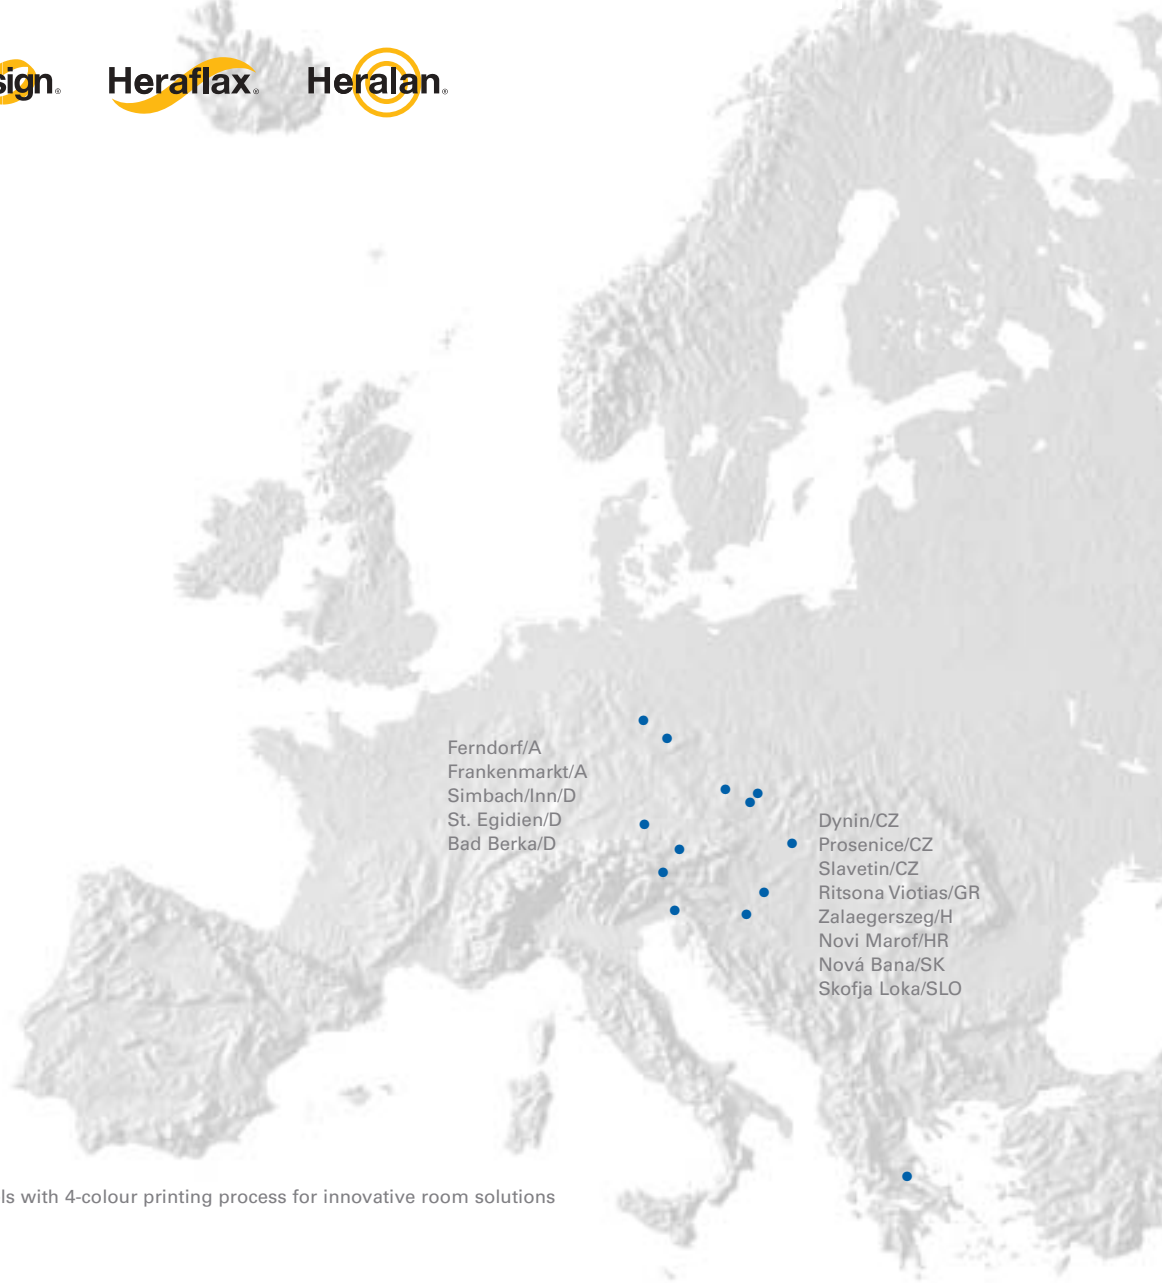 sign®
Heraflax®
Heralan®
Ferndorf/A
Frankenmarkt/A
Simbach/Inn/D
St. Egidien/D
Bad Berka/D
Dynin/CZ
Prosenice/CZ
Slavetin/CZ
Ritsona Viotias/GR
Zalaegerszeg/H
Novi Marof/HR
Nová Bana/SK
Skofja Loka/SLO
ls with 4-colour printing process for innovative room solutions